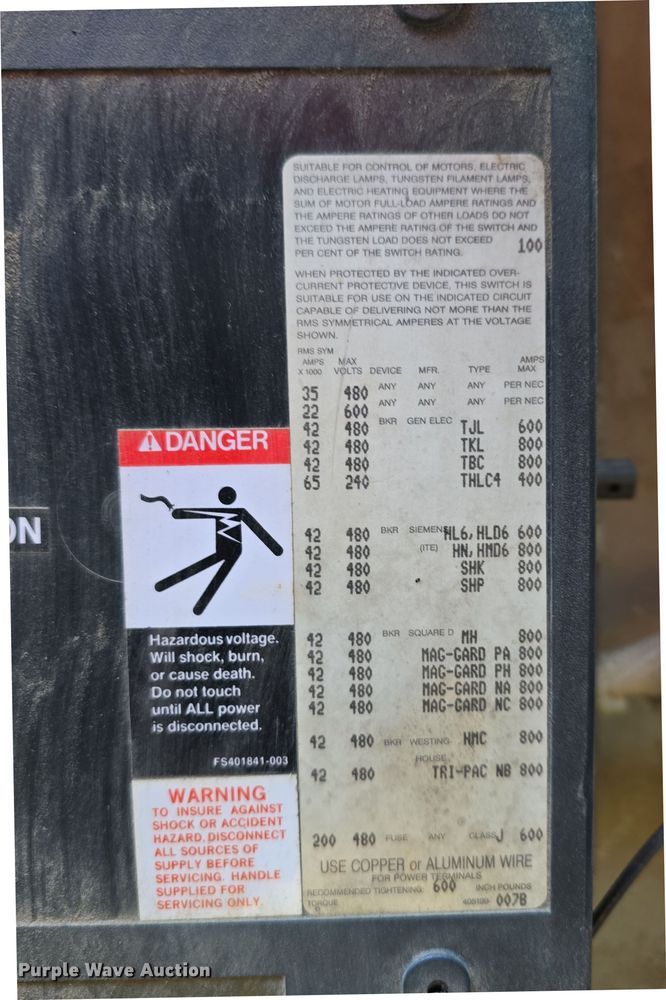 SUITABLE FOR CONTROL OF MOTORS, ELECTRIC
DISCHARGE LAMPS, TUNGSTEN FILAMENT LAMPS,
AND ELECTRIC HEATING EQUIPMENT WHERE THE
SUM OF MOTOR FULL-LOAD AMPERE RATINGS AND
THE AMPERE RATINGS OF OTHER LOADS DO NOT
EXCEED THE AMPERE RATING OF THE SWITCH AND
THE TUNGSTEN LOAD DOES NOT EXCEED 100
PER CENT OF THE SWITCH RATING.
WHEN PROTECTED BY THE INDICATED OVER-
CURRENT PROTECTIVE DEVICE, THIS SWITCH IS
SUITABLE FOR USE ON THE INDICATED CIRCUIT
CAPABLE OF DELIVERING NOT MORE THAN THE
RMS SYMMETRICAL AMPERES AT THE VOLTAGE
SHOWN.
RMS SYM
AMPS MAX AMPS
X 1000 VOLTS DEVICE MFR. TYPE MAX
35 480 ANY ANY ANY PER NEC
22 600 ANY ANY ANY PER NEC
42 480 BKR GEN ELEC TJL 600
42 480 TKL 800
42 480 TBC 800
65 240 THLC4 400
42 480 BKR SIEMENS HL6, HLD6 600
42 480 (ITE) HN, HMD6 800
42 480 SHK 800
42 480 SHP 800
42 480 BKR SQUARE D MH 800
42 480 MAG-GARD PA 800
42 480 MAG-GARD PH 800
42 480 MAG-GARD NA 800
42 480 MAG-GARD NC 800
42 480 BKR WESTING- HMC 800
HOUSE
42 480 TRI-PAC NB 800
200 480 FUSE ANY CLASS J 600
USE COPPER or ALUMINUM WIRE
FOR POWER TERMINALS
RECOMMENDED TIGHTENING 600 INCH POUNDS
TORQUE 007B
DANGER
ON
Hazardous voltage.
Will shock, burn,
or cause death.
Do not touch
until ALL power
is disconnected.
FS401841-003
WARNING
TO INSURE AGAINST
SHOCK OR ACCIDENT
HAZARD, DISCONNECT
ALL SOURCES OF
SUPPLY BEFORE
SERVICING. HANDLE
SUPPLIED FOR
SERVICING ONLY.
Purple Wave Auction